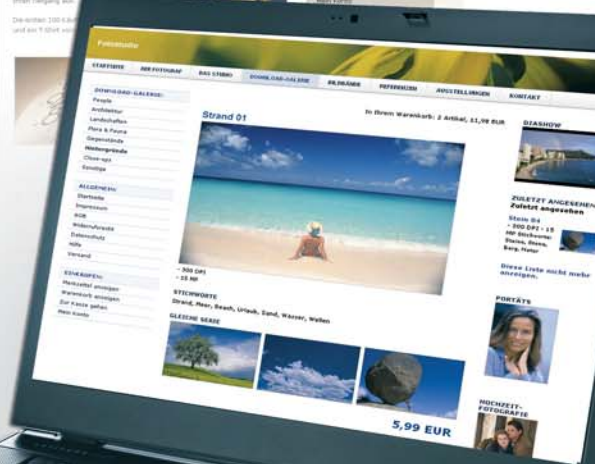 Fotostudio
STARTSEITE DER FOTOGRAF DAS STUDIO DOWNLOAD-GALERIE BILDBÄNDE REFERENZEN AUSSTELLUNGEN KONTAKT
DOWNLOAD-GALERIE:
People
Architektur
Landschaften
Flora & Fauna
Gegenstände
Hintergründe
Close-ups
Sonstige
ALLGEMEIN:
Startseite
Impressum
AGB
Widerrufsrecht
Datenschutz
Hilfe
Versand
EINKAUFEN:
Merkzettel anzeigen
Warenkorb anzeigen
Zur Kasse gehen
Mein Konto
In Ihrem Warenkorb: 2 Artikel, 11,98 EUR
Strand 01
- 300 DPI
- 15 MP
STICHWORTE
Strand, Meer, Beach, Urlaub, Sand, Wasser, Wellen
GLEICHE SERIE
5,99 EUR
DIASHOW
ZULETZT ANGESEHEN
Zuletzt angesehen
Stein 04
- 300 DPI - 15
MP Stichworte:
Steine, Stone,
Berg, Natur
Diese Liste nicht mehr
anzeigen.
PORTÄTS
HOCHZEIT-
FOTOGRAFIE